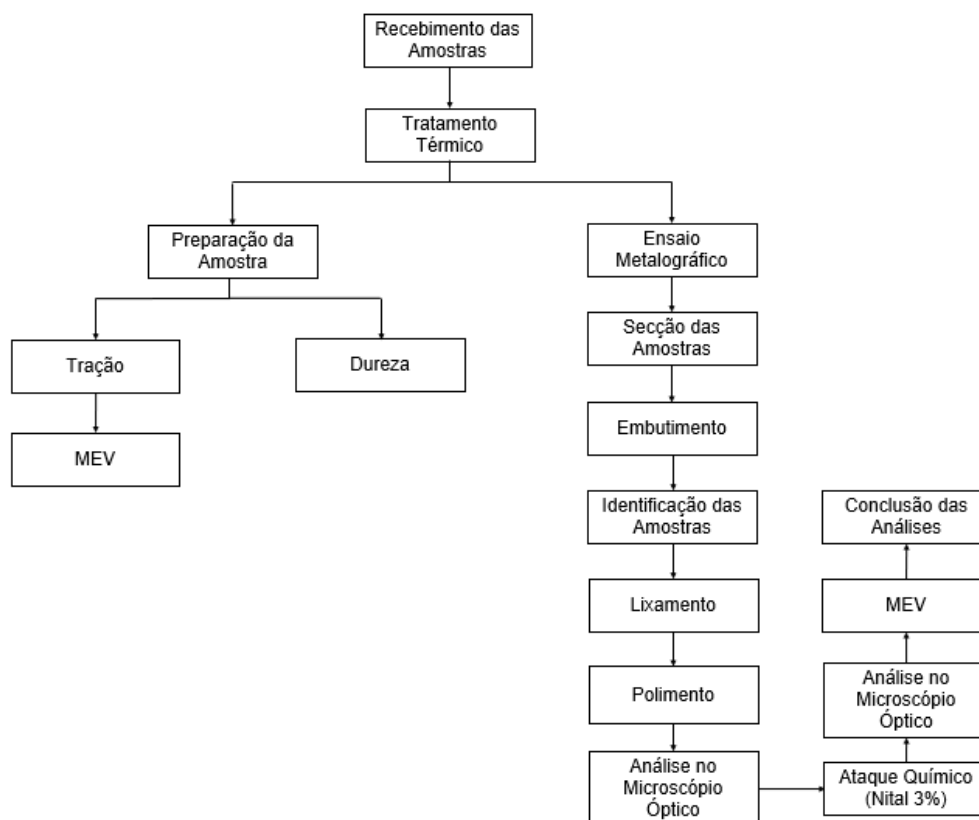 Recebimento das
Amostras
Tratamento
Térmico
Preparação da
Amostra
Tração
MEV
Dureza
Ensaio
Metalográfico
Secção das
Amostras
Embutimento
Identificação das
Amostras
Lixamento
Polimento
Análise no
Microscópio
Óptico
Ataque Químico
(Nital 3%)
Análise no
Microscópio
Óptico
MEV
Conclusão das
Análises